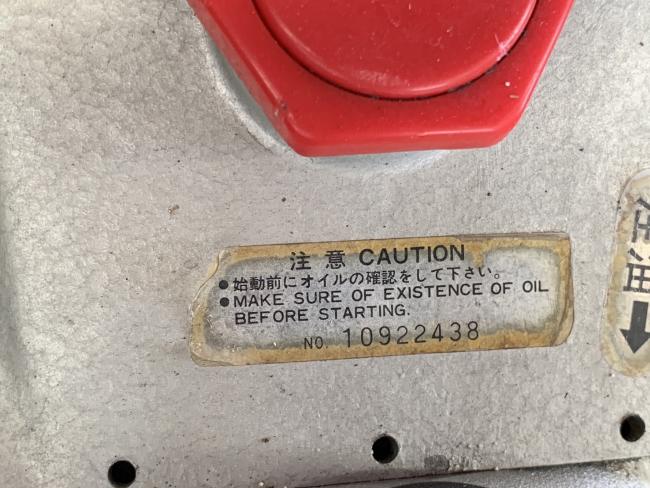 注意 CAUTION
●始動前にオイルの確認をして下さい。
●MAKE SURE OF EXISTENCE OF OIL
BEFORE STARTING.
NO. 10922438